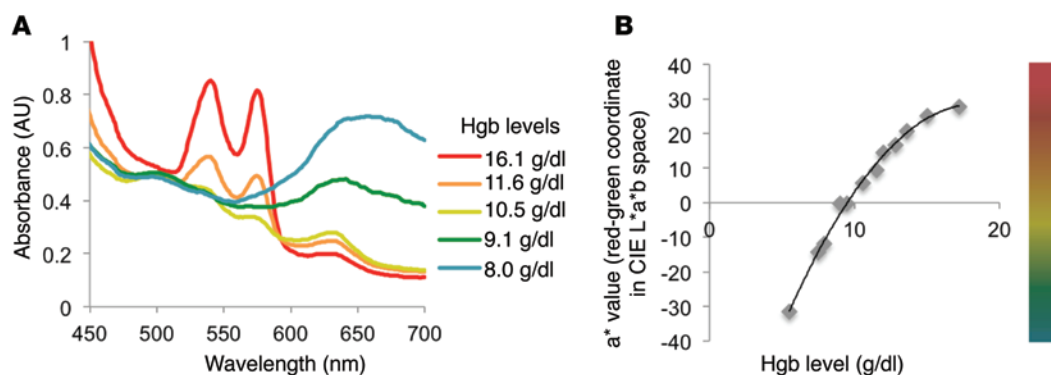 A
1
0.8
0.6
0.4
0.2
0
450
500
550
600
650
700
Absorbance (AU)
Wavelength (nm)
Hgb levels
16.1 g/dl
11.6 g/dl
10.5 g/dl
9.1 g/dl
8.0 g/dl
B
40
30
20
10
0
-10
-20
-30
-40
0
10
20
a* value (red-green coordinate
in CIE L*a*b space)
Hgb level (g/dl)